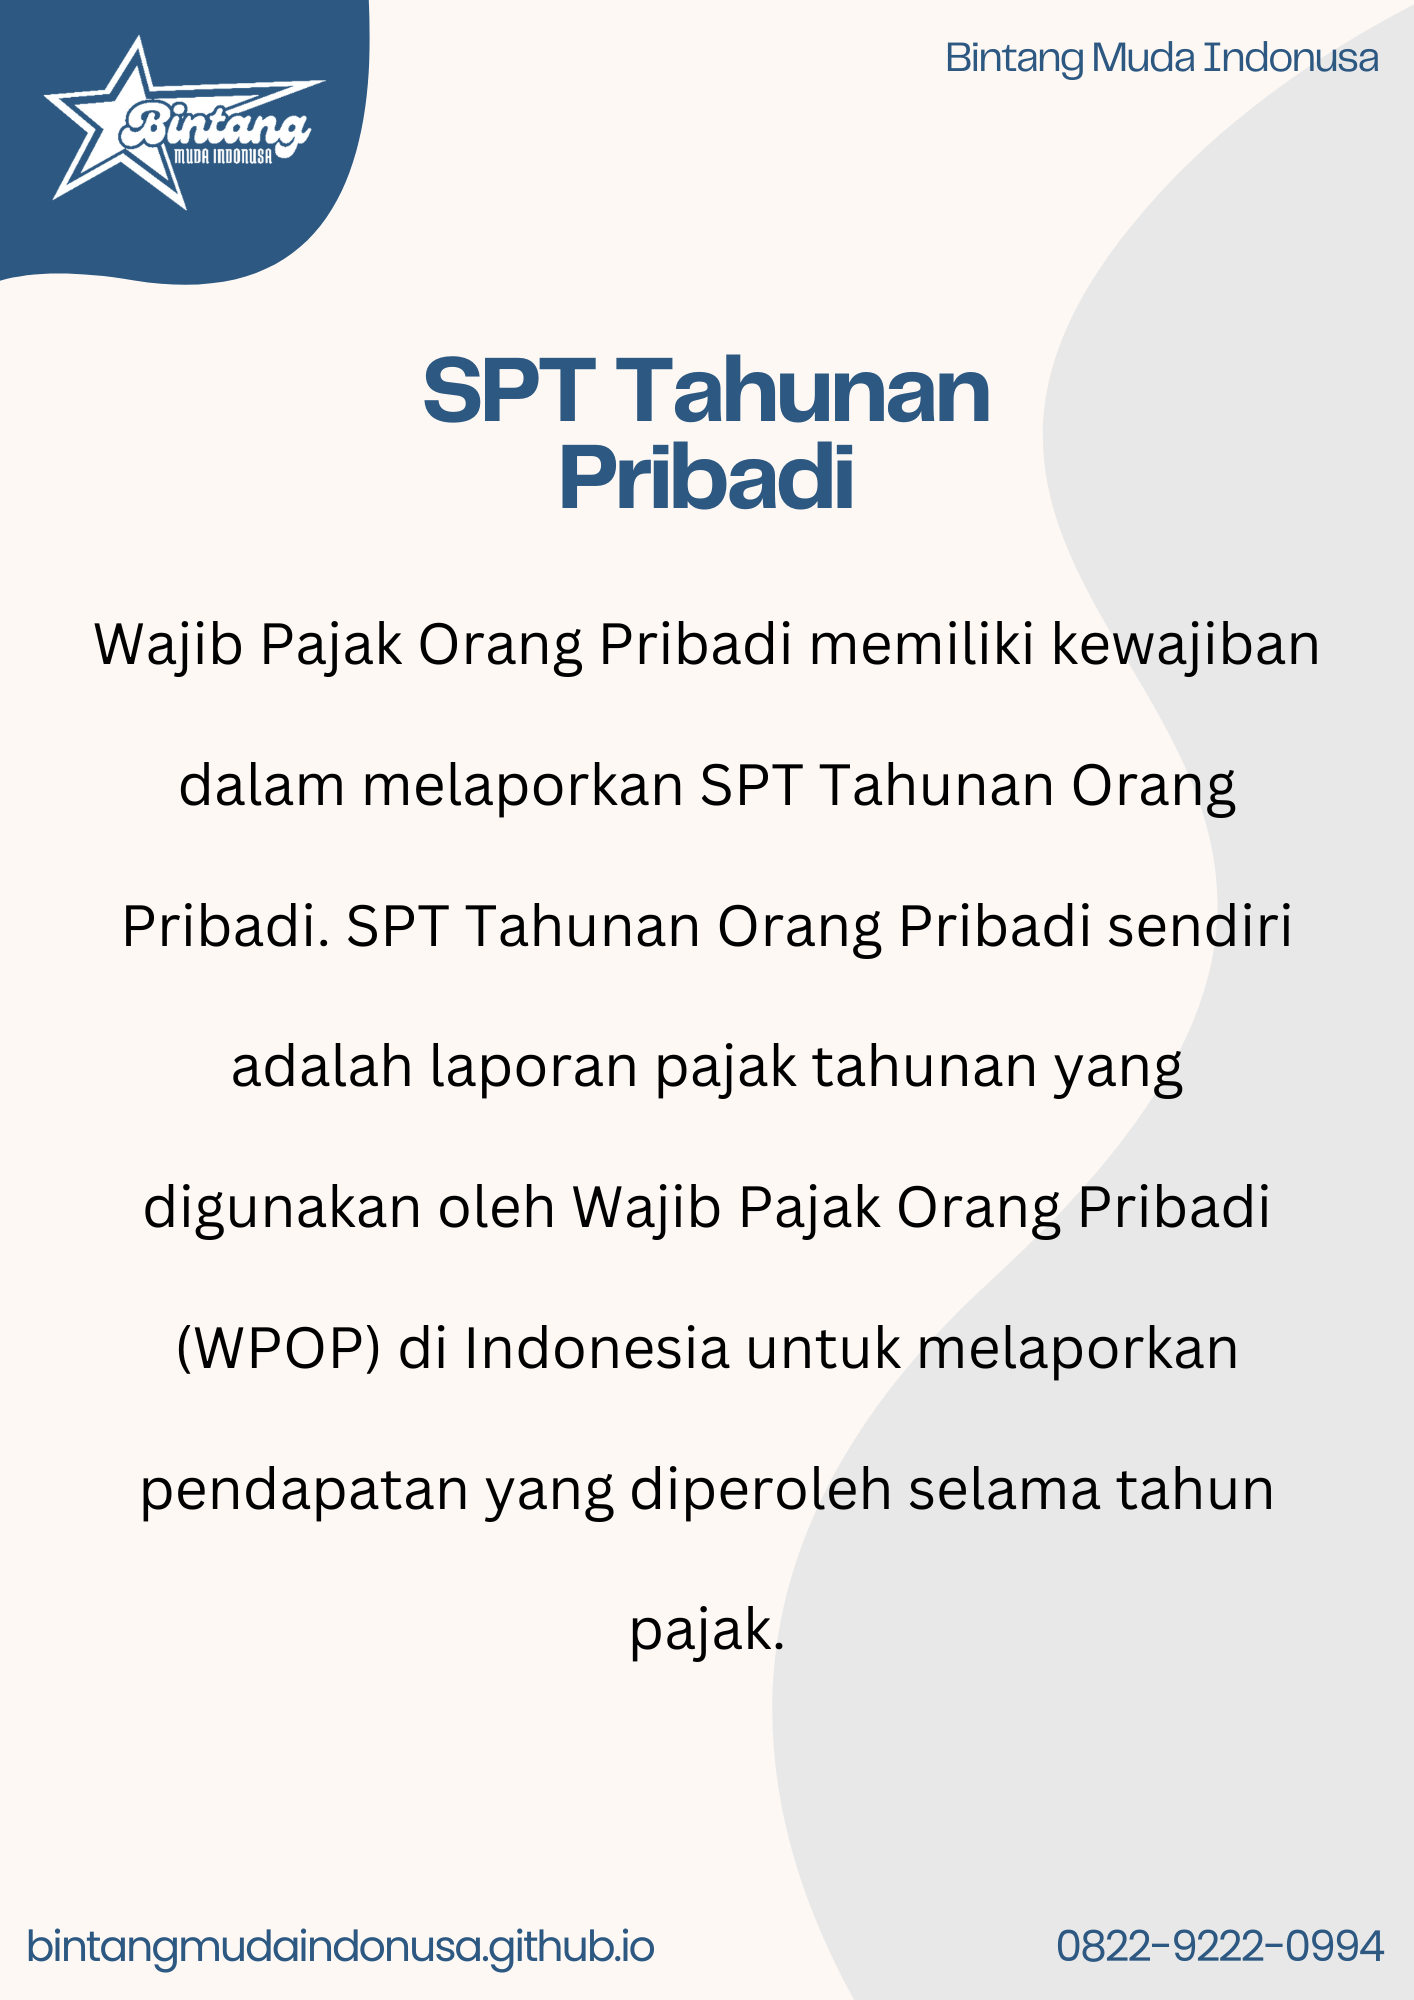 Bintang
MUDA INDONUSA
Bintang Muda Indonusa
SPT Tahunan
Pribadi
Wajib Pajak Orang Pribadi memiliki kewajiban
dalam melaporkan SPT Tahunan Orang
Pribadi. SPT Tahunan Orang Pribadi sendiri
adalah laporan pajak tahunan yang
digunakan oleh Wajib Pajak Orang Pribadi
(WPOP) di Indonesia untuk melaporkan
pendapatan yang diperoleh selama tahun
pajak.
bintangmudaindonusa.github.io
0822-9222-0994